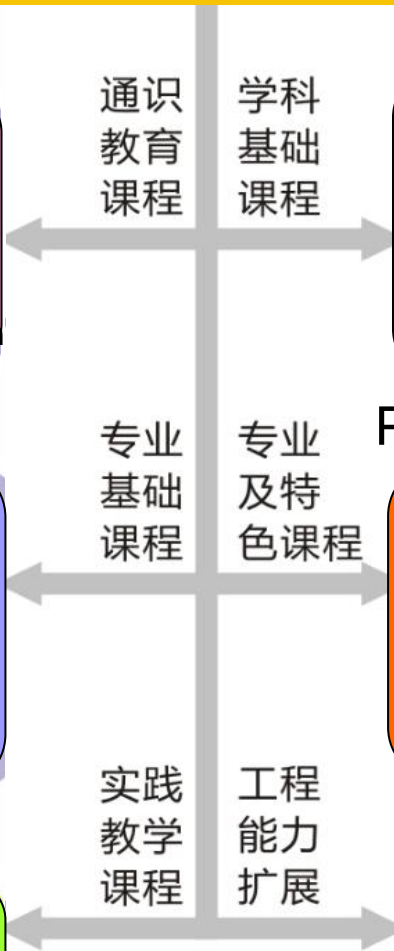 通识
教育
课程
学科
基础
课程
专业
基础
课程
专业
及特
色课程
实践
教学
课程
工程
能力
扩展